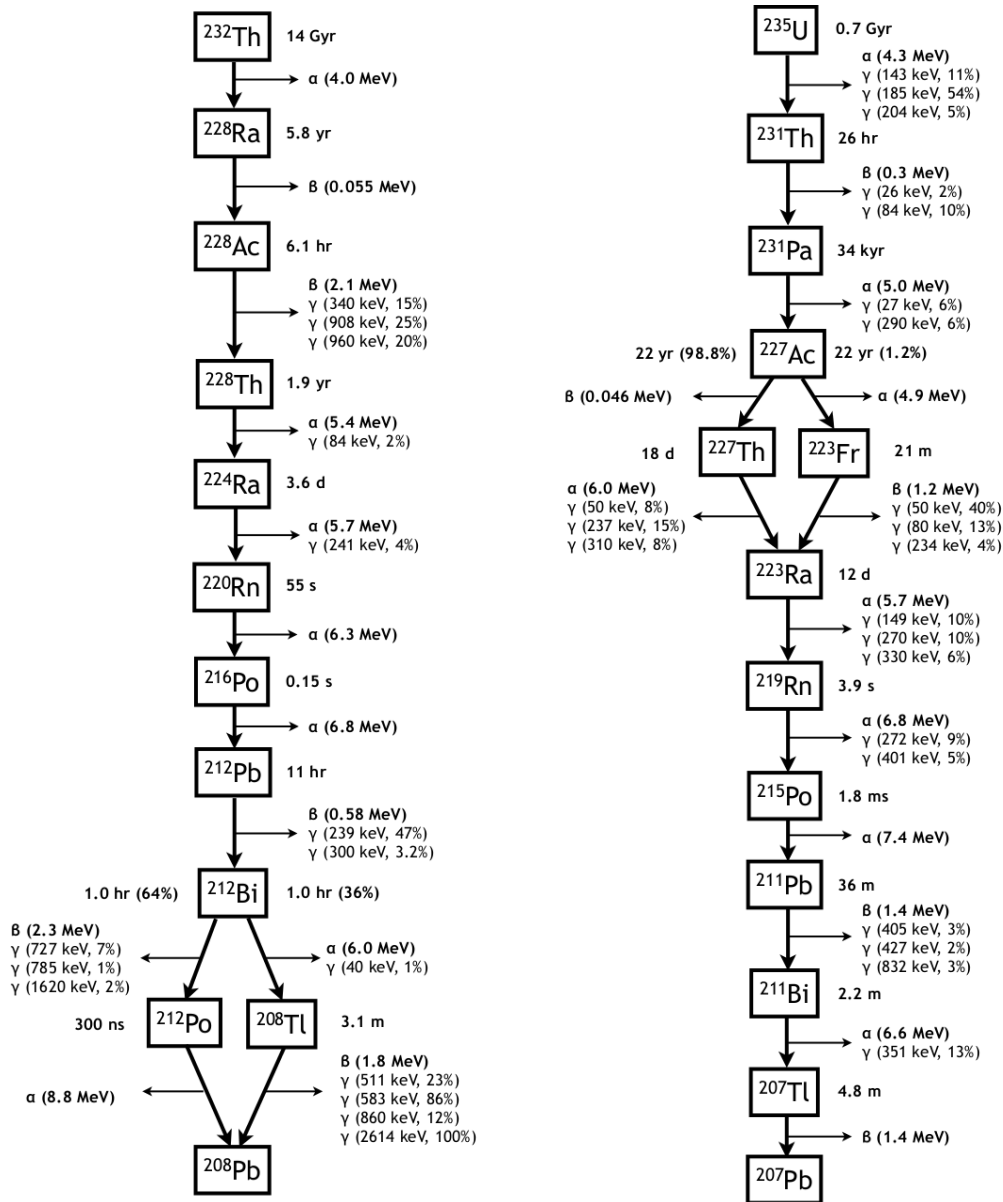 ²³²Th 14 Gyr
α (4.0 MeV)
²²⁸Ra 5.8 yr
β (0.055 MeV)
²²⁸Ac 6.1 hr
β (2.1 MeV)
γ (340 keV, 15%)
γ (908 keV, 25%)
γ (960 keV, 20%)
²²⁸Th 1.9 yr
α (5.4 MeV)
γ (84 keV, 2%)
²²⁴Ra 3.6 d
α (5.7 MeV)
γ (241 keV, 4%)
²²⁰Rn 55 s
α (6.3 MeV)
²¹⁶Po 0.15 s
α (6.8 MeV)
²¹²Pb 11 hr
β (0.58 MeV)
γ (239 keV, 47%)
γ (300 keV, 3.2%)
1.0 hr (64%) ²¹²Bi 1.0 hr (36%)
β (2.3 MeV)
γ (727 keV, 7%)
γ (785 keV, 1%)
γ (1620 keV, 2%)
α (6.0 MeV)
γ (40 keV, 1%)
300 ns ²¹²Po ²⁰⁸Tl 3.1 m
α (8.8 MeV)
β (1.8 MeV)
γ (511 keV, 23%)
γ (583 keV, 86%)
γ (860 keV, 12%)
γ (2614 keV, 100%)
²⁰⁸Pb
²³⁵U 0.7 Gyr
α (4.3 MeV)
γ (143 keV, 11%)
γ (185 keV, 54%)
γ (204 keV, 5%)
²³¹Th 26 hr
β (0.3 MeV)
γ (26 keV, 2%)
γ (84 keV, 10%)
²³¹Pa 34 kyr
α (5.0 MeV)
γ (27 keV, 6%)
γ (290 keV, 6%)
22 yr (98.8%) ²²⁷Ac 22 yr (1.2%)
β (0.046 MeV) α (4.9 MeV)
18 d ²²⁷Th ²²³Fr 21 m
α (6.0 MeV)
γ (50 keV, 8%)
γ (237 keV, 15%)
γ (310 keV, 8%)
β (1.2 MeV)
γ (50 keV, 40%)
γ (80 keV, 13%)
γ (234 keV, 4%)
²²³Ra 12 d
α (5.7 MeV)
γ (149 keV, 10%)
γ (270 keV, 10%)
γ (330 keV, 6%)
²¹⁹Rn 3.9 s
α (6.8 MeV)
γ (272 keV, 9%)
γ (401 keV, 5%)
²¹⁵Po 1.8 ms
α (7.4 MeV)
²¹¹Pb 36 m
β (1.4 MeV)
γ (405 keV, 3%)
γ (427 keV, 2%)
γ (832 keV, 3%)
²¹¹Bi 2.2 m
α (6.6 MeV)
γ (351 keV, 13%)
²⁰⁷Tl 4.8 m
β (1.4 MeV)
²⁰⁷Pb